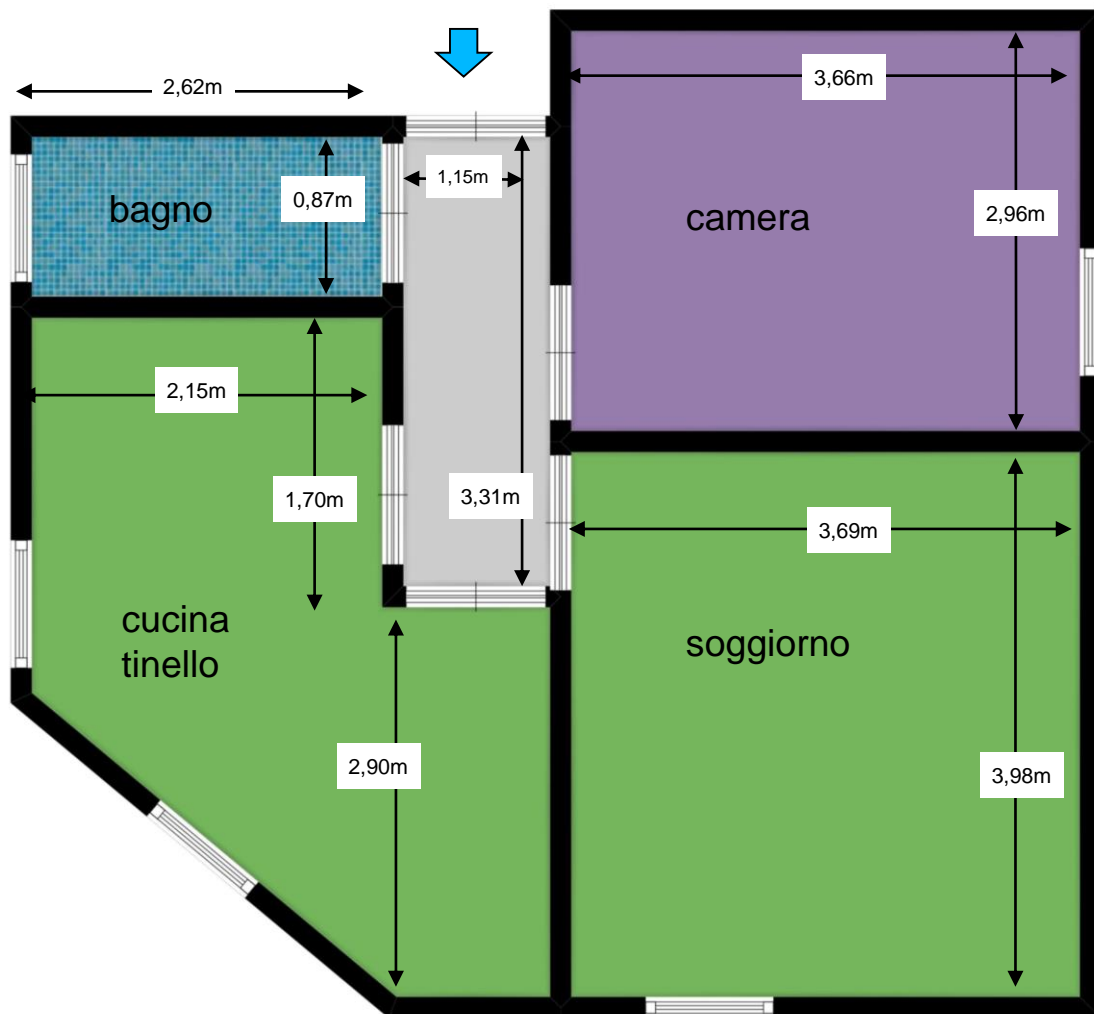 2,62m
3,66m
1,15m
0,87m
bagno
camera
2,96m
2,15m
1,70m
3,31m
3,69m
cucina
tinello
soggiorno
2,90m
3,98m